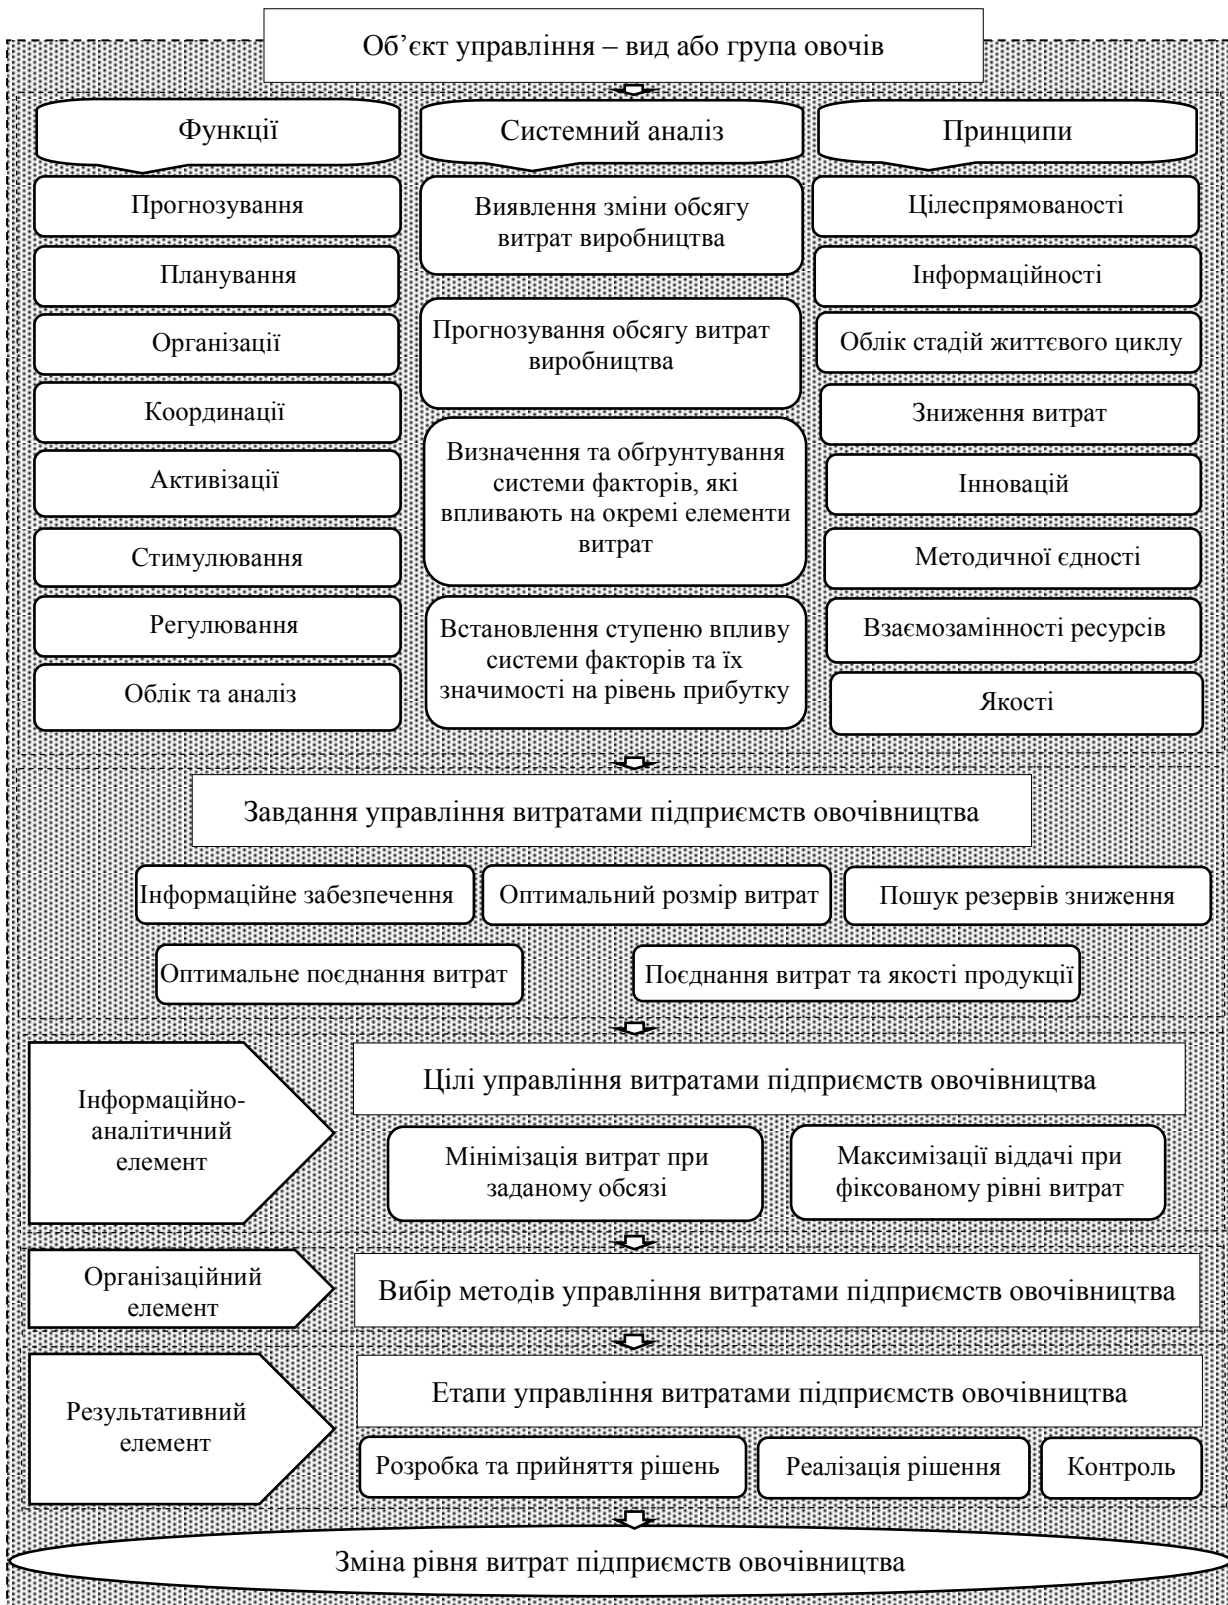 Об’єкт управління – вид або група овочів
Функції
Системний аналіз
Принципи
Прогнозування
Планування
Організації
Координації
Активізації
Стимулювання
Регулювання
Облік та аналіз
Виявлення зміни обсягу
витрат виробництва
Прогнозування обсягу витрат
виробництва
Визначення та обґрунтування
системи факторів, які
впливають на окремі елементи
витрат
Встановлення ступеню впливу
системи факторів та їх
значимості на рівень прибутку
Цілеспрямованості
Інформаційності
Облік стадій життєвого циклу
Зниження витрат
Інновацій
Методичної єдності
Взаємозамінності ресурсів
Якості
Завдання управління витратами підприємств овочівництва
Інформаційне забезпечення
Оптимальний розмір витрат
Пошук резервів зниження
Оптимальне поєднання витрат
Поєднання витрат та якості продукції
Інформаційно-
аналітичний
елемент
Цілі управління витратами підприємств овочівництва
Мінімізація витрат при
заданому обсязі
Максимізації віддачі при
фіксованому рівні витрат
Організаційний
елемент
Вибір методів управління витратами підприємств овочівництва
Результативний
елемент
Етапи управління витратами підприємств овочівництва
Розробка та прийняття рішень
Реалізація рішення
Контроль
Зміна рівня витрат підприємств овочівництва